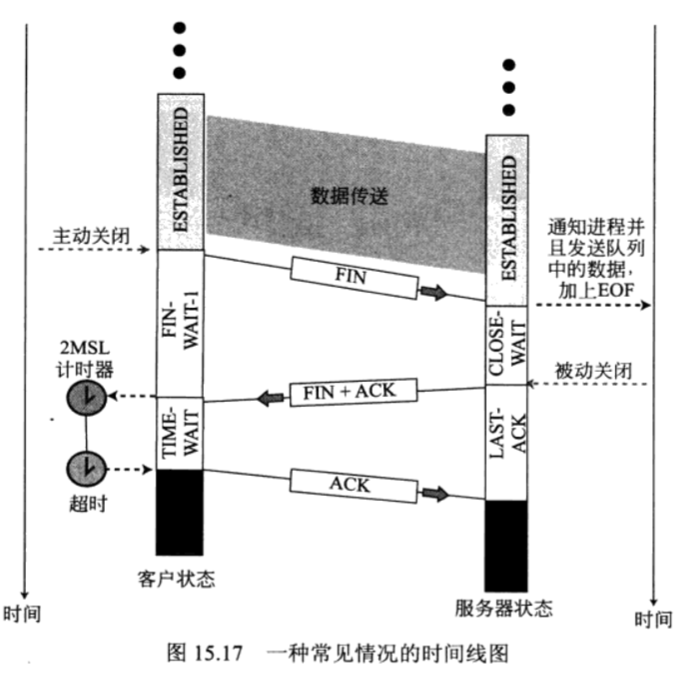 ESTABLISHED
ESTABLISHED
数据传送
主动关闭
通知进程并
且发送队列
中的数据，
加上EOF
FIN
FIN-
WAIT-1
CLOSE-
WAIT
2MSL
计时器
被动关闭
FIN + ACK
TIME-
WAIT
LAST-
ACK
ACK
超时
客户状态
服务器状态
时间
时间
图 15.17 一种常见情况的时间线图